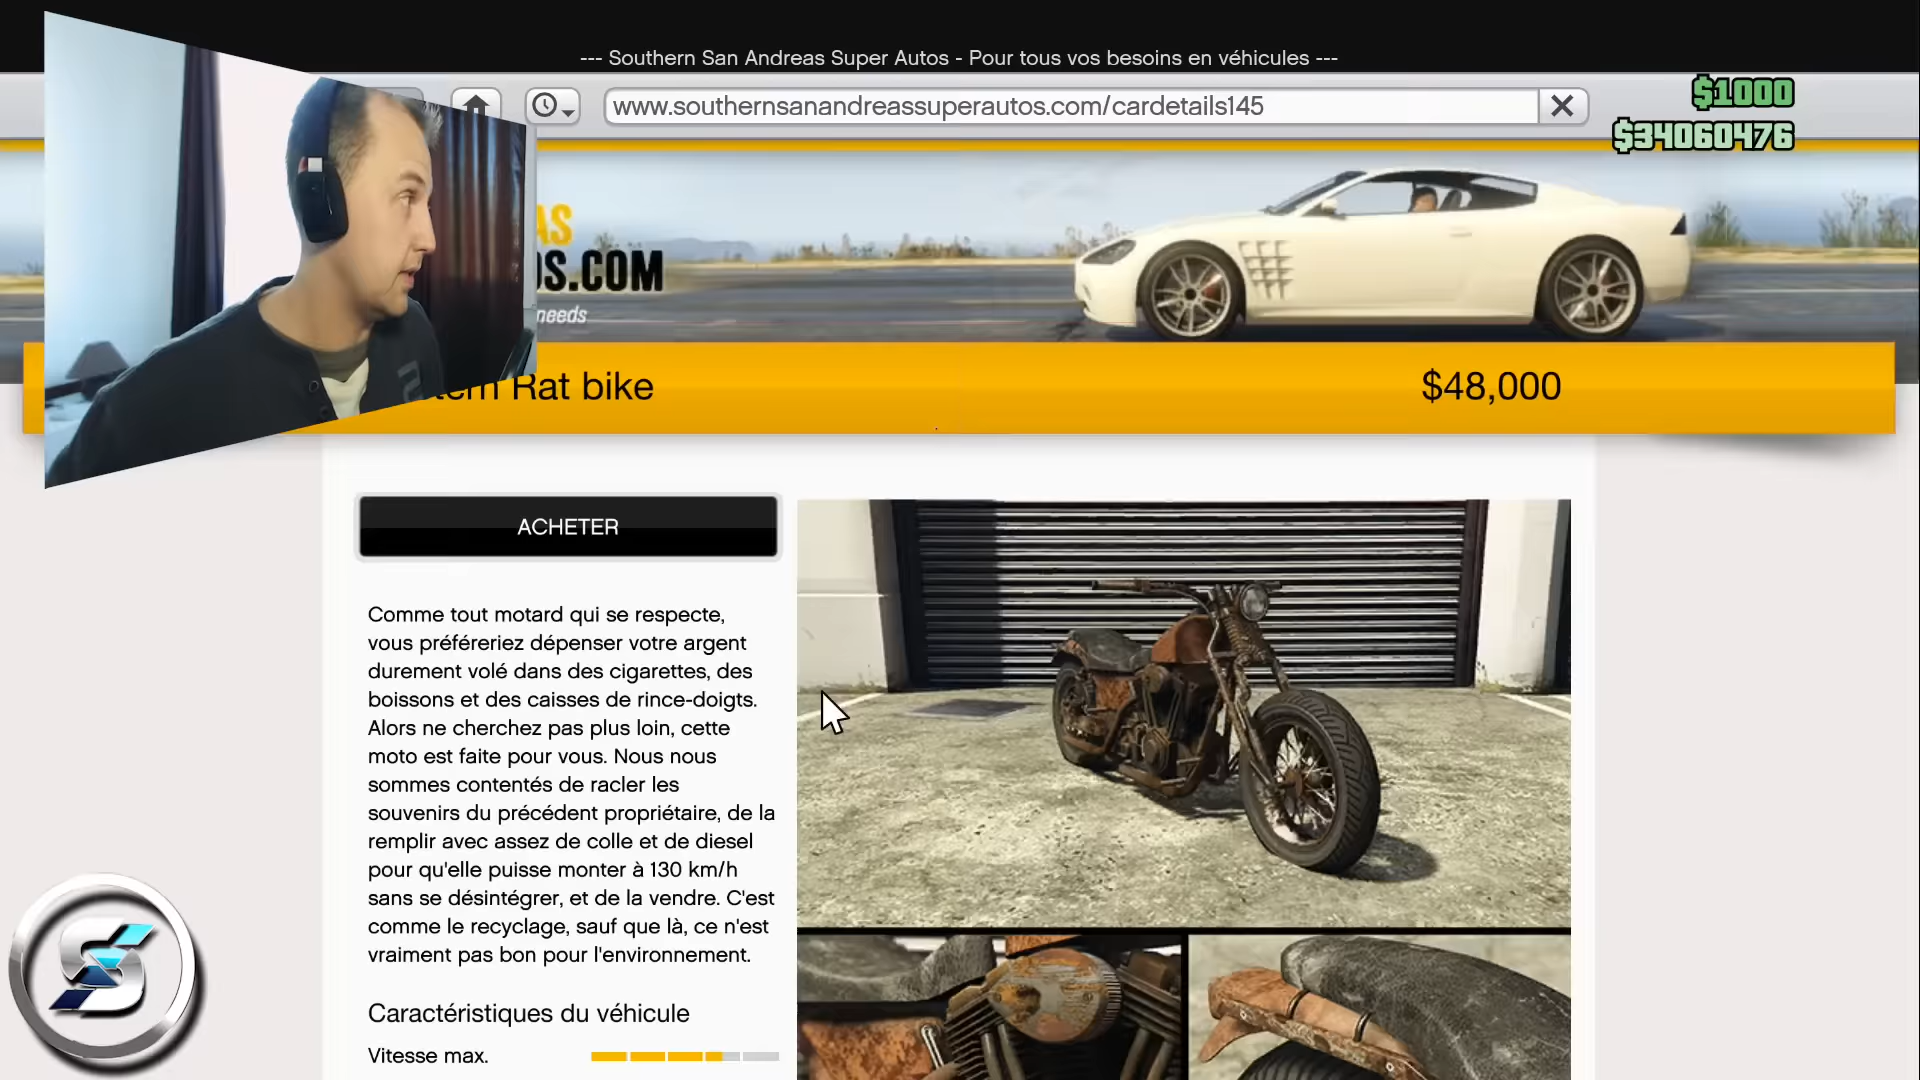 --- Southern San Andreas Super Autos - Pour tous vos besoins en véhicules ---
www.southernsanandreassuperautos.com/cardetails145
$1000
$34060476
AS
OS.COM
needs
tern Rat bike
$48,000
ACHETER
Comme tout motard qui se respecte,
vous préféreriez dépenser votre argent
durement volé dans des cigarettes, des
boissons et des caisses de rince-doigts.
Alors ne cherchez pas plus loin, cette
moto est faite pour vous. Nous nous
sommes contentés de racler les
souvenirs du précédent propriétaire, de la
remplir avec assez de colle et de diesel
pour qu'elle puisse monter à 130 km/h
sans se désintégrer, et de la vendre. C'est
comme le recyclage, sauf que là, ce n'est
vraiment pas bon pour l'environnement.
Caractéristiques du véhicule
Vitesse max.